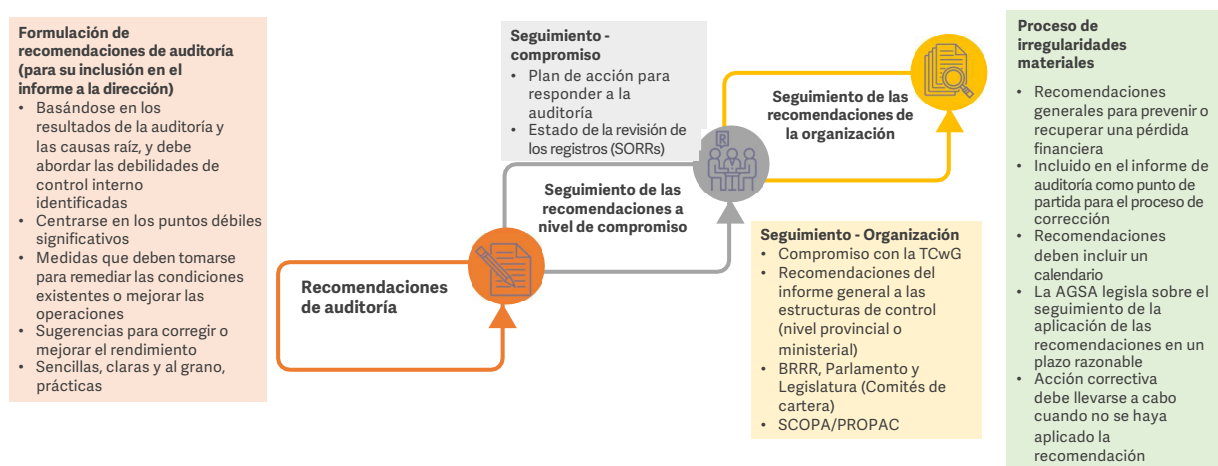 Formulación de
recomendaciones de auditoría
(para su inclusión en el
informe a la dirección)
• Basándose en los
resultados de la auditoría y
las causas raíz, y debe
abordar las debilidades de
control interno
identificadas
• Centrarse en los puntos débiles
significativos
• Medidas que deben tomarse
para remediar las condiciones
existentes o mejorar las
operaciones
• Sugerencias para corregir o
mejorar el rendimiento
• Sencillas, claras y al grano,
prácticas
Recomendaciones
de auditoría
Seguimiento -
compromiso
• Plan de acción para
responder a la
auditoría
• Estado de la revisión de
los registros (SORRs)
Seguimiento de las
recomendaciones a
nivel de compromiso
R
Seguimiento de las
recomendaciones de
la organización
Seguimiento - Organización
• Compromiso con la TCwG
• Recomendaciones del
informe general a las
estructuras de control
(nivel provincial o
ministerial)
• BRRR, Parlamento y
Legislatura (Comités de
cartera)
• SCOPA/PROPAC
Proceso de
irregularidades
materiales
• Recomendaciones
generales para prevenir o
recuperar una pérdida
financiera
• Incluido en el informe de
auditoría como punto de
partida para el proceso de
corrección
• Recomendaciones
deben incluir un
calendario
• La AGSA legisla sobre el
seguimiento de la
aplicación de las
recomendaciones en un
plazo razonable
• Acción correctiva
debe llevarse a cabo
cuando no se haya
aplicado la
recomendación